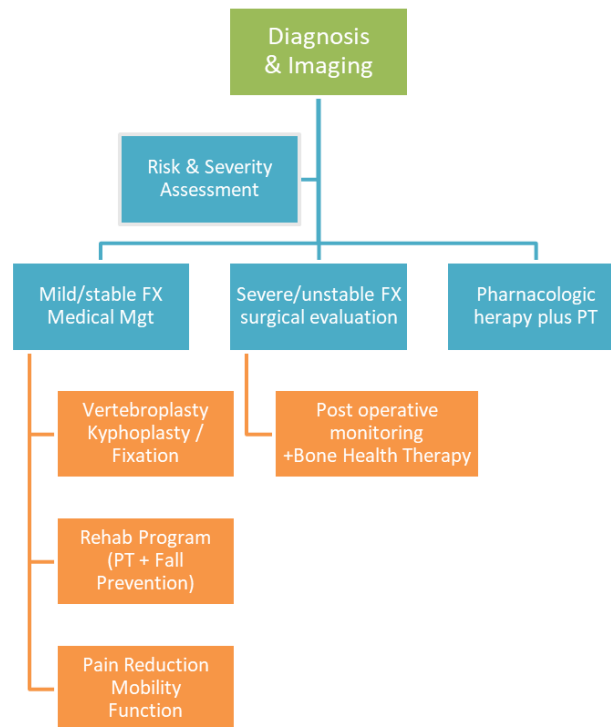 Diagnosis
& Imaging
Risk & Severity
Assessment
Mild/stable FX
Medical Mgt
Severe/unstable FX
surgical evaluation
Pharnacologic
herapy plus PT
Vertebroplasty
Kyphoplasty /
Fixation
Post operative
monitoring
+Bone Health Therapy
Rehab Program
(PT + Fall
Prevention)
Pain Reduction
Mobility
Function